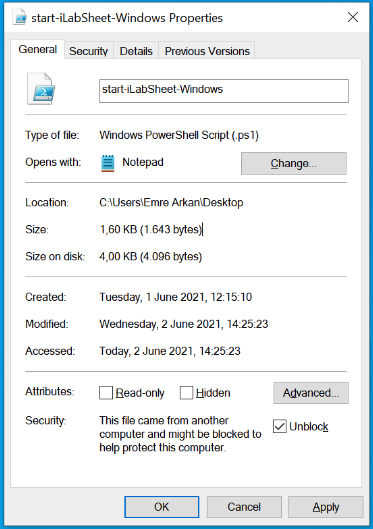 start-iLabSheet-Windows Properties
General Security Details Previous Versions
start-iLabSheet-Windows
Type of file: Windows PowerShell Script (.ps1)
Opens with: Notepad Change...
Location: C:\Users\Emre Arkan\Desktop
Size: 1,60 KB (1.643 bytes)
Size on disk: 4,00 KB (4.096 bytes)
Created: Tuesday, 1 June 2021, 12:15:10
Modified: Wednesday, 2 June 2021, 14:25:23
Accessed: Today, 2 June 2021, 14:25:23
Attributes: Read-only Hidden Advanced...
Security: This file came from another Unblock
computer and might be blocked to
help protect this computer.
OK Cancel Apply